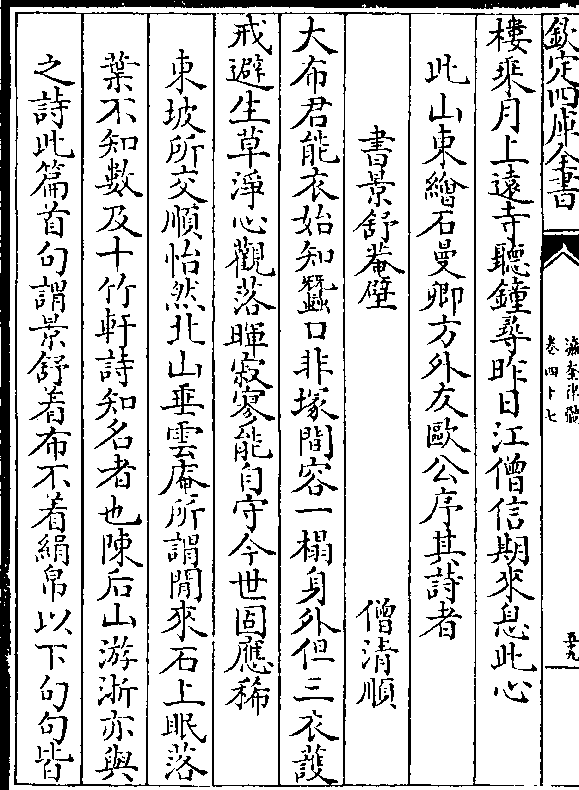 欽定四庫全書
瀛奎律髓
卷四十七
樓乘月上遠寺聽鐘尋昨日江僧信期來息此心
此山東繒石曼卿方外友歐公序其詩者
書景舒菴壁
僧清順
大布君能衣始知蠶口非塚間容一榻身外但三衣護
戒避生草淨心觀落暉寂寥能自守今世固應稀
東坡所交順怡然北山垂雲庵所謂閒來石上眠落
葉不知數及十竹軒詩知名者也陳后山游浙亦與
之詩此篇首句謂景舒着布不着絹帛以下句句皆